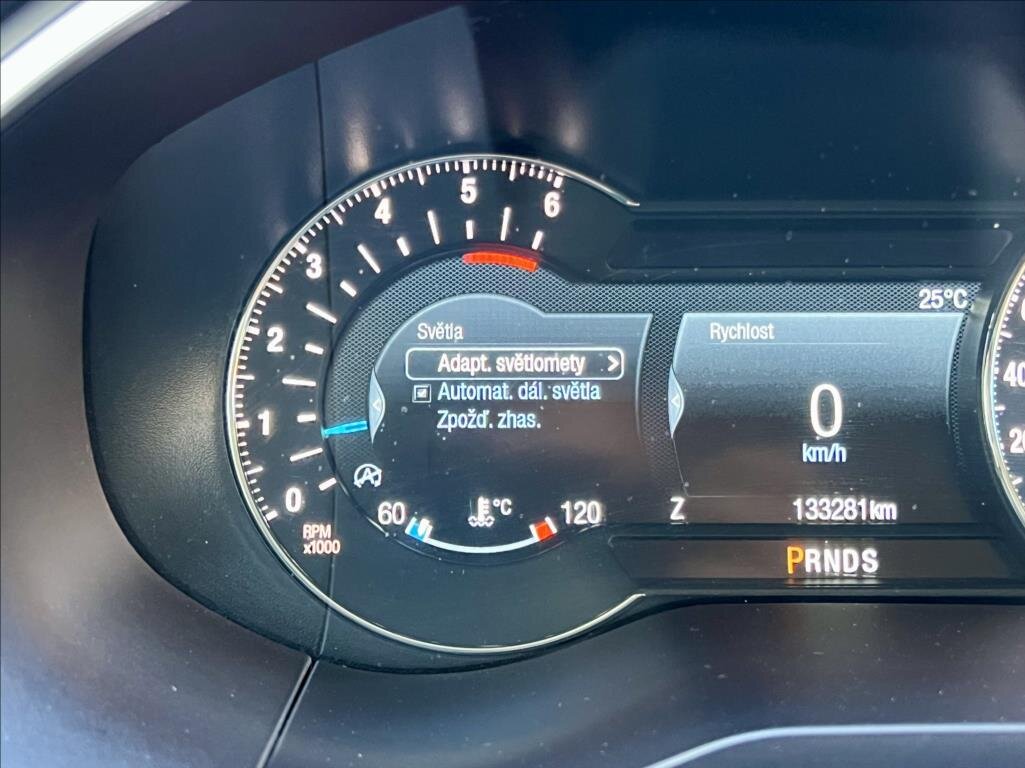 6
5
4
3
2
1
0
RPM
x1000
Světla
Adapt. světlomety >
Automat. dál. světla
Zpožď. zhas.
A
60
°C
120
25°C
Rychlost
0
km/h
Z
133281km
PRNDS
40